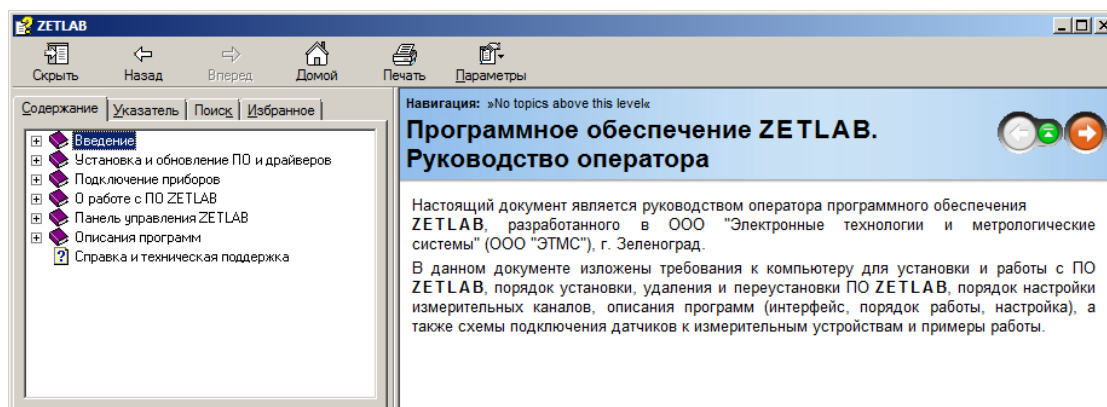 ZETLAB
Скрыть Назад Вперед Домой Печать Параметры
Содержание Указатель Поиск Избранное
Введение
Установка и обновление ПО и драйверов
Подключение приборов
О работе с ПО ZETLAB
Панель управления ZETLAB
Описания программ
Справка и техническая поддержка
Навигация: »No topics above this level«
Программное обеспечение ZETLAB.
Руководство оператора
Настоящий документ является руководством оператора программного обеспечения
ZETLAB, разработанного в ООО "Электронные технологии и метрологические
системы" (ООО "ЭТМС"), г. Зеленоград.
В данном документе изложены требования к компьютеру для установки и работы с ПО
ZETLAB, порядок установки, удаления и переустановки ПО ZETLAB, порядок настройки
измерительных каналов, описания программ (интерфейс, порядок работы, настройка), а
также схемы подключения датчиков к измерительным устройствам и примеры работы.